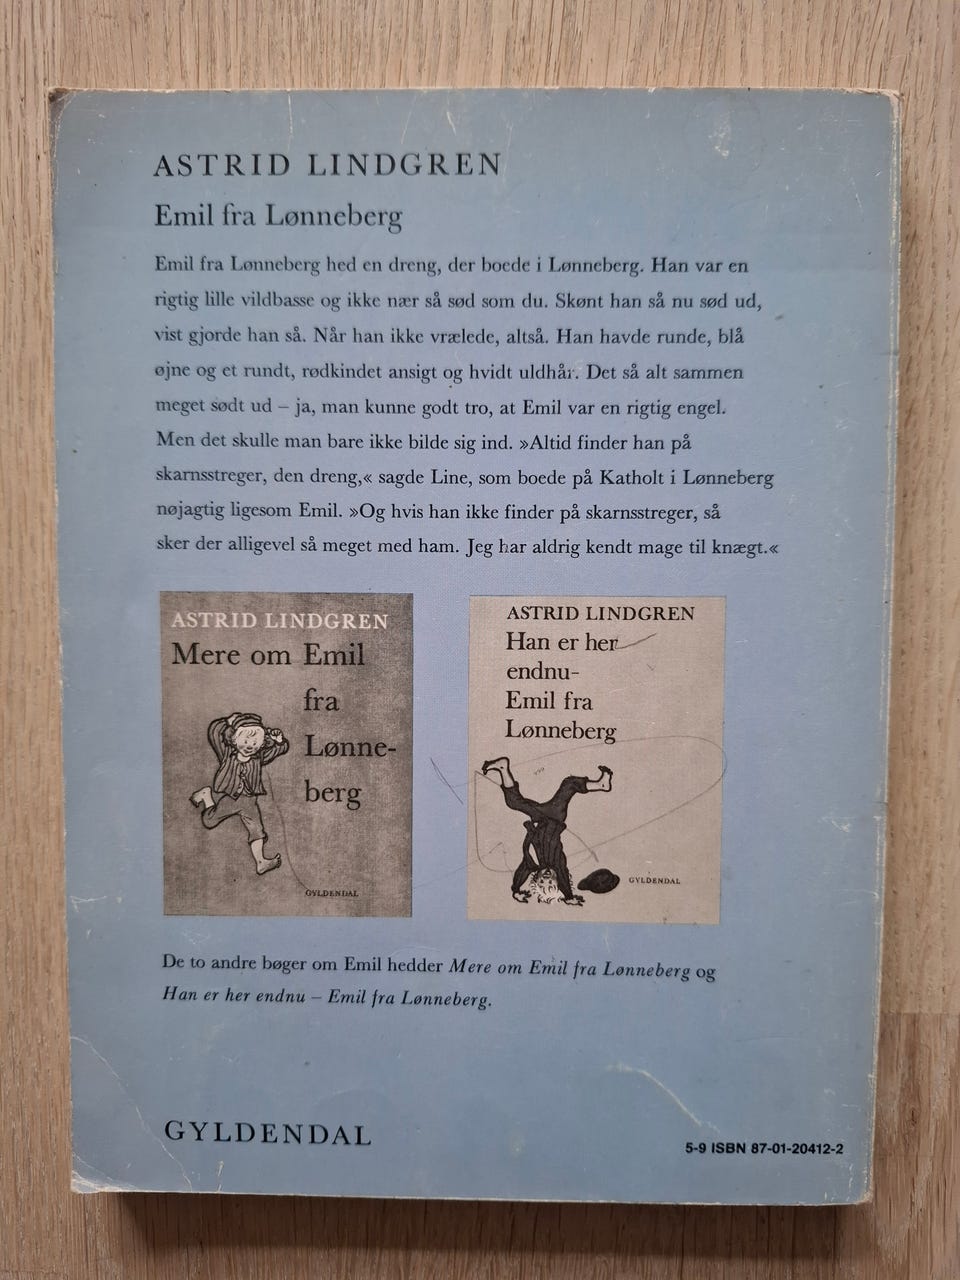 ASTRID LINDGREN
Emil fra Lønneberg
Emil fra Lønneberg hed en dreng, der boede i Lønneberg. Han var en
rigtig lille vildbasse og ikke nær så sød som du. Skønt han så nu sød ud,
vist gjorde han så. Når han ikke vrælede, altså. Han havde runde, blå
øjne og et rundt, rødkindet ansigt og hvidt uldhår. Det så alt sammen
meget sødt ud – ja, man kunne godt tro, at Emil var en rigtig engel.
Men det skulle man bare ikke bilde sig ind. »Altid finder han på
skarnsstreger, den dreng,« sagde Line, som boede på Katholt i Lønneberg
nøjagtig ligesom Emil. »Og hvis han ikke finder på skarnsstreger, så
sker der alligevel så meget med ham. Jeg har aldrig kendt mage til knægt.«
ASTRID LINDGREN
Mere om Emil
fra
Lønne-
berg
GYLDENDAL
ASTRID LINDGREN
Han er her
endnu-
Emil fra
Lønneberg
GYLDENDAL
De to andre bøger om Emil hedder Mere om Emil fra Lønneberg og
Han er her endnu – Emil fra Lønneberg.
GYLDENDAL
5-9 ISBN 87-01-20412-2